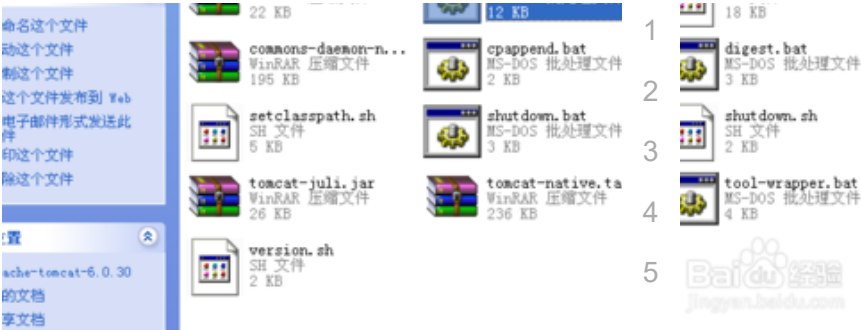 命名这个文件
动这个文件
制这个文件
这个文件发布到 Web
电子邮件形式发送此
件
印这个文件
除这个文件
置
ache-tomcat-6.0.30
的文档
享文档
22 KB
commons-daemon-n...
WinRAR 压缩文件
195 KB
setclasspath.sh
SH 文件
5 KB
tomcat-juli.jar
WinRAR 压缩文件
26 KB
version.sh
SH 文件
2 KB
12 KB
cpappend.bat
MS-DOS 批处理文件
2 KB
shutdown.bat
MS-DOS 批处理文件
3 KB
tomcat-native.ta
WinRAR 压缩文件
236 KB
1
2
3
4
5
18 KB
digest.bat
MS-DOS 批处理文件
3 KB
shutdown.sh
SH 文件
2 KB
tool-wrapper.bat
MS-DOS 批处理文件
4 KB
Baidu 经验
jingyan.baidu.com